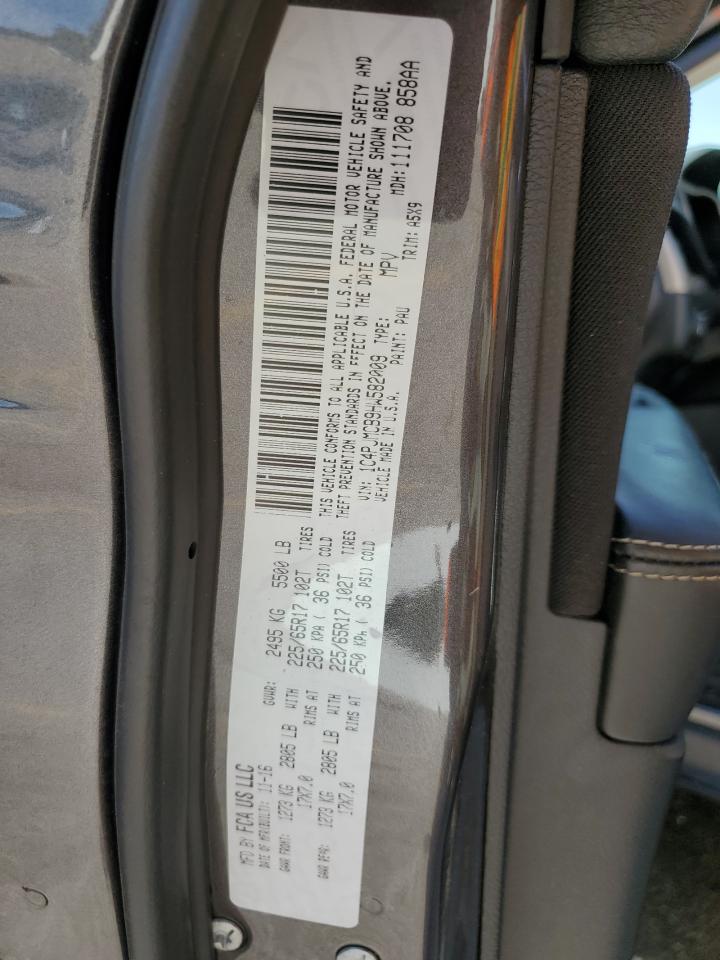 MFD BY FCA US LLC
DATE OF MFR(BUILT): 11-16 GVWR: 2495 KG 5500 LB
GAWR FRONT: 1273 KG 2805 LB WITH 225/65R17 102T TIRES
17X7.0 RIMS AT 250 KPA ( 36 PSI) COLD
GAWR REAR: 1273 KG 2805 LB WITH 225/65R17 102T TIRES
17X7.0 RIMS AT 250 KPA ( 36 PSI) COLD
THIS VEHICLE CONFORMS TO ALL APPLICABLE U.S.A. FEDERAL MOTOR VEHICLE SAFETY AND
THEFT PREVENTION STANDARDS IN EFFECT ON THE DATE OF MANUFACTURE SHOWN ABOVE.
VIN: 1C4PJMCB9HW582009 TYPE: MPV MDH:111708 858AA
VEHICLE MADE IN U.S.A. PAINT: PAU TRIM: A5X9